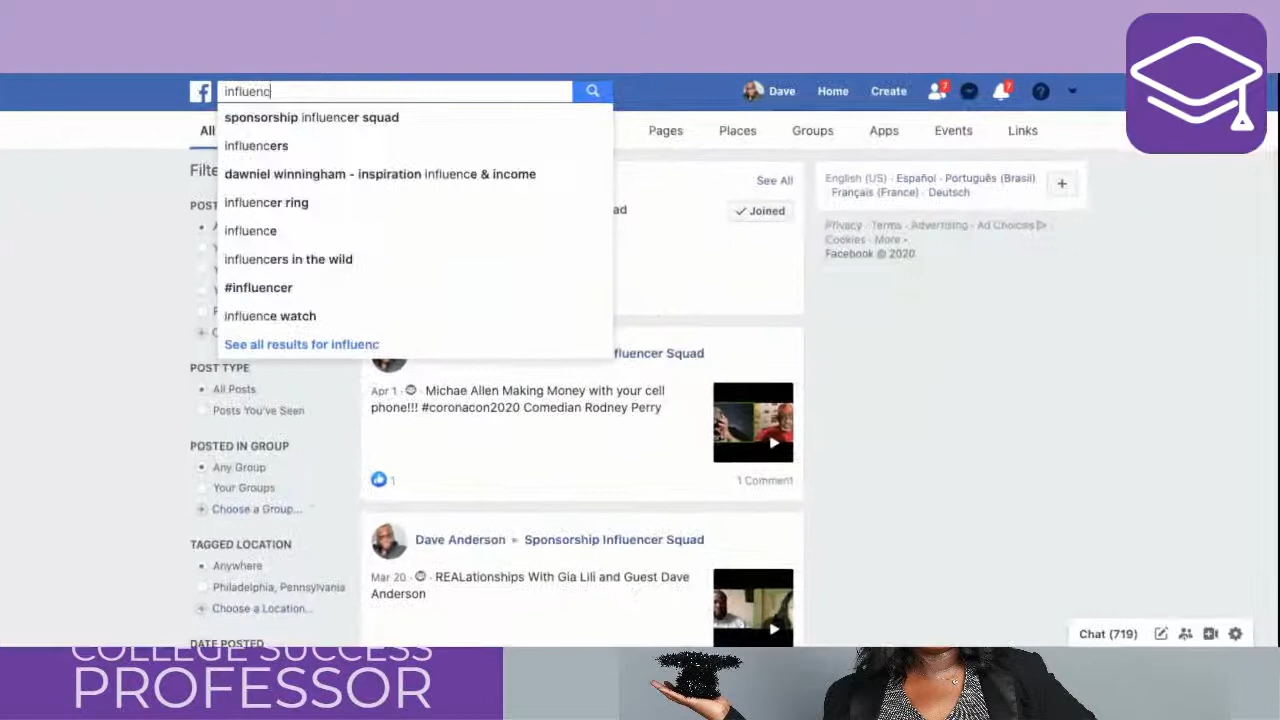 influenc
Dave
Home
Create
7
7
sponsorship influencer squad
influencers
dawniel winningham - inspiration influence & income
influencer ring
influence
influencers in the wild
#influencer
influence watch
See all results for influenc
All
Pages
Places
Groups
Apps
Events
Links
See All
Joined
English (US) · Español · Português (Brasil)
Français (France) · Deutsch
Privacy · Terms · Advertising · Ad Choices
Cookies · More
Facebook @ 2020
POST TYPE
All Posts
Posts You've Seen
POSTED IN GROUP
Any Group
Your Groups
Choose a Group...
TAGGED LOCATION
Anywhere
Philadelphia, Pennsylvania
Choose a Location...
DATE POSTED
fluencer Squad
Apr 1 · Michae Allen Making Money with your cell
phone!!! #coronacon2020 Comedian Rodney Perry
1
1 Comment
Dave Anderson ▸ Sponsorship Influencer Squad
Mar 20 · REALationships With Gia Lili and Guest Dave
Anderson
Chat (719)
COLLEGE SUCCESS
PROFESSOR